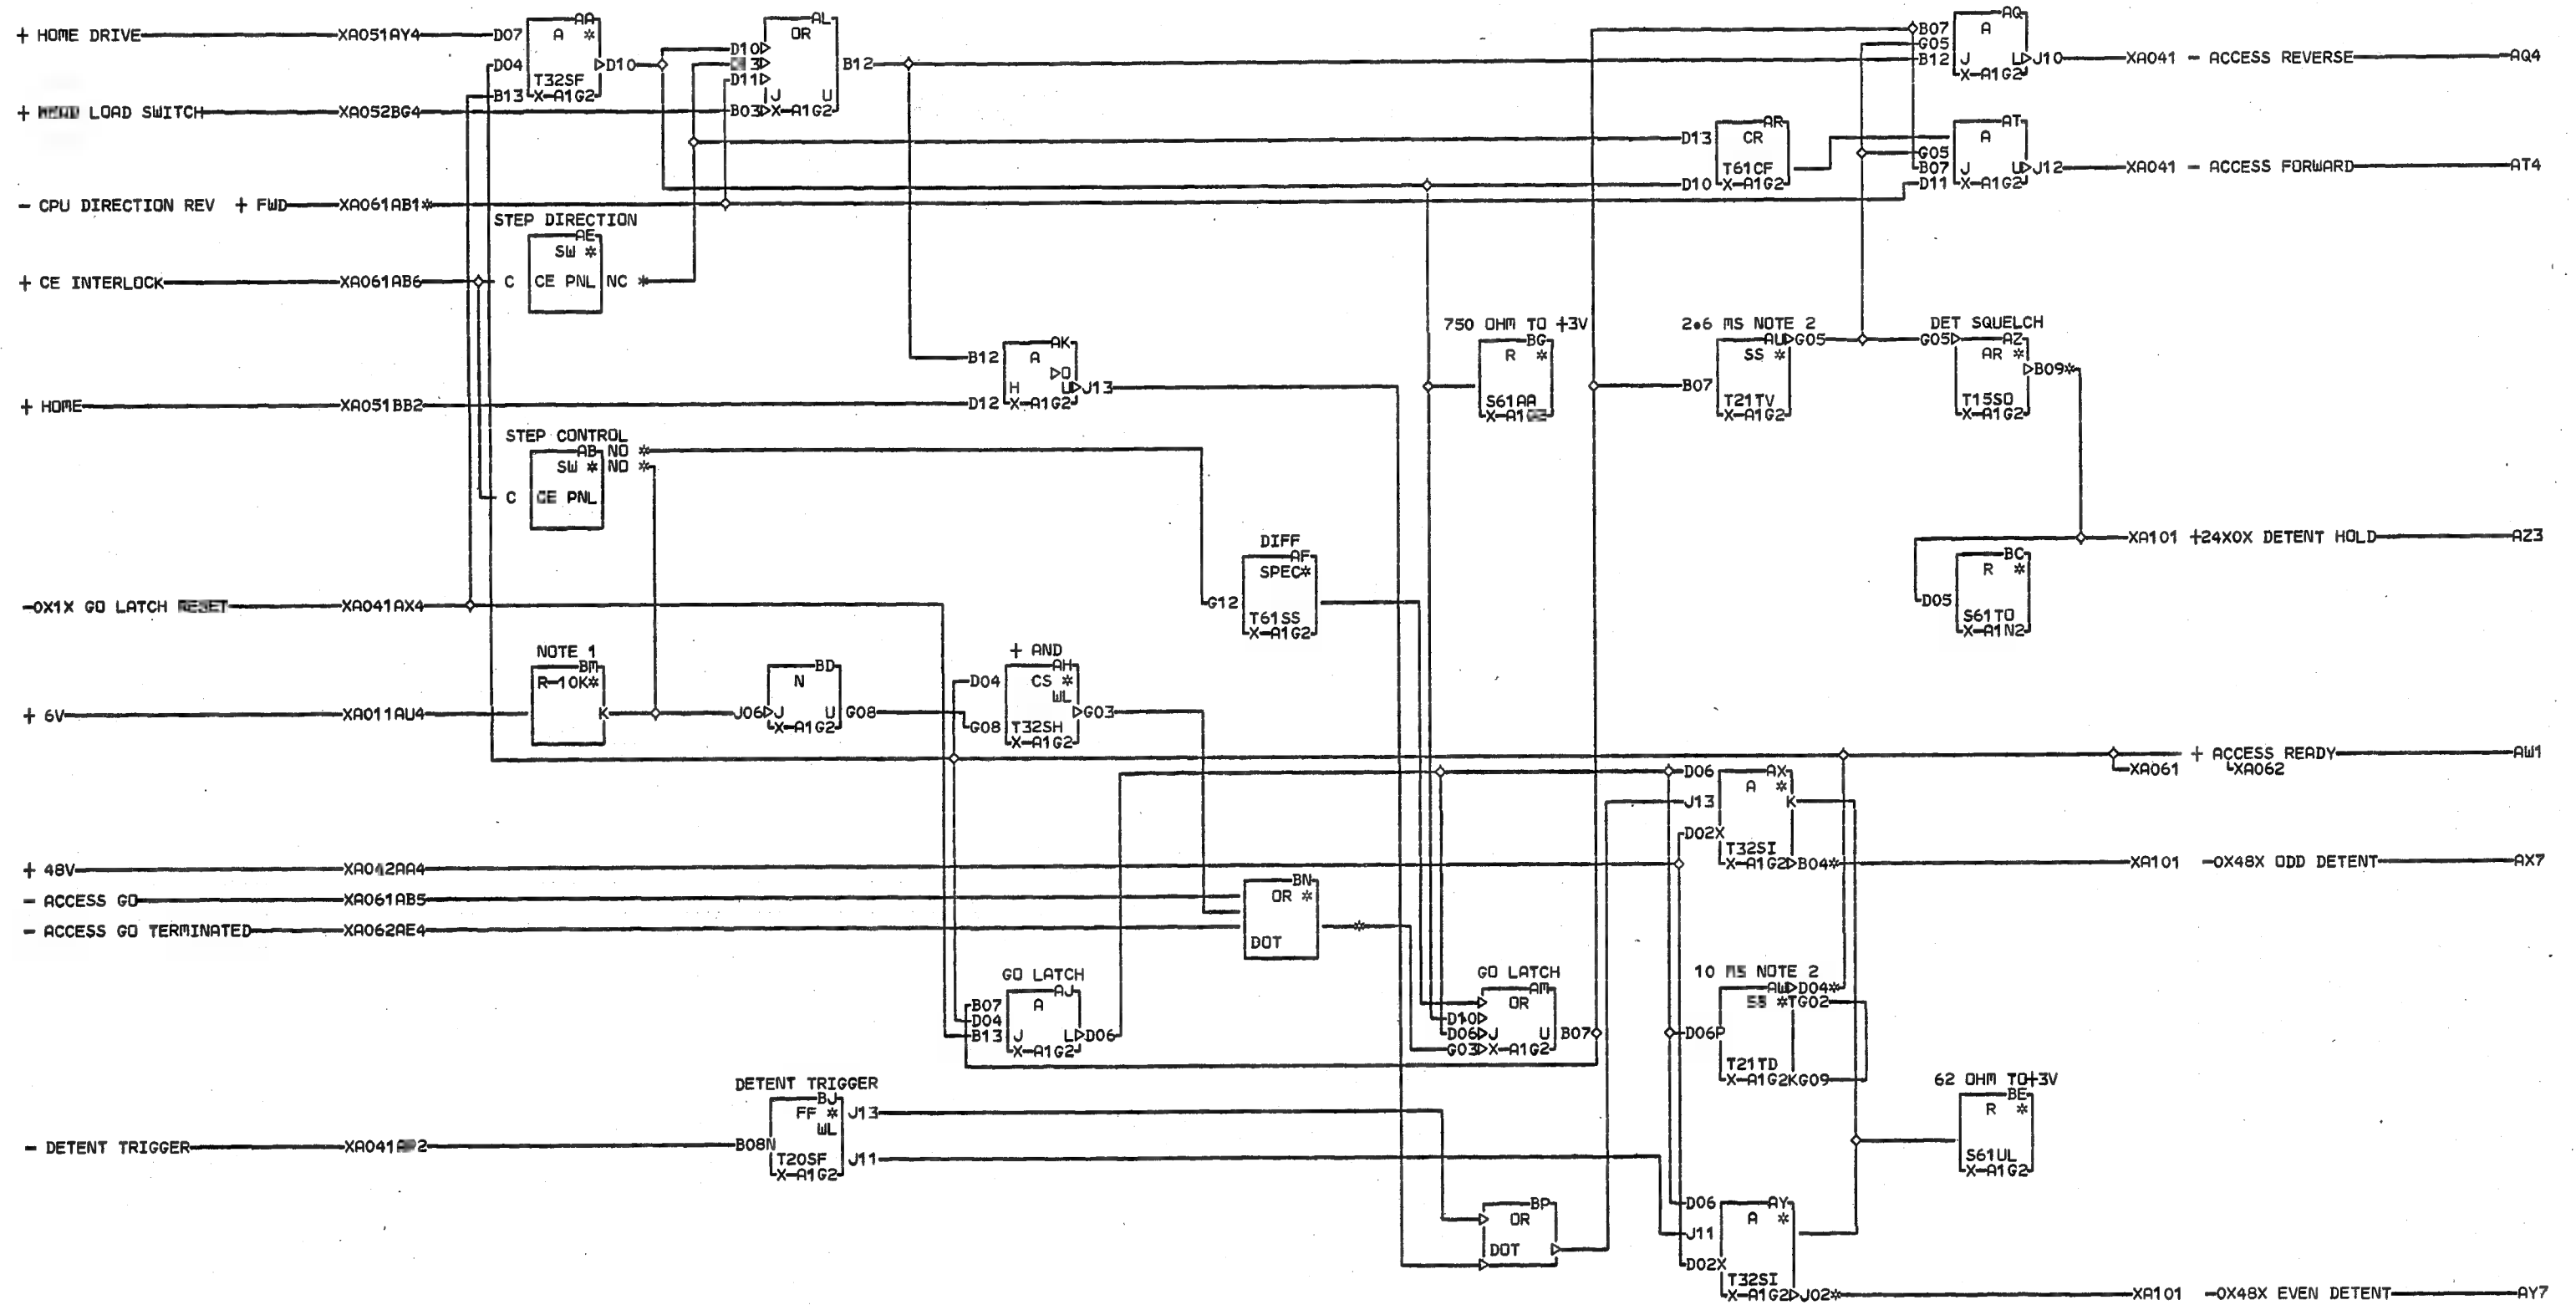 + HOME DRIVE XA051AY4 D07
AA
A *
D04
D10
T32SF
B13
X-A1G2
AL
OR
D10
D11
J U
B03 X-A1G2
B12
+ LOAD SWITCH XA052BG4
AQ
A
B07
G05
B12
J L J10
X-A1G2
XA041 - ACCESS REVERSE AQ4
AR
CR
D13
T61CF
D10 X-A1G2
AT
A
G05
B07
D11
J U J12
X-A1G2
XA041 - ACCESS FORWARD AT4
- CPU DIRECTION REV + FWD XA061AB1*
STEP DIRECTION
AE
SW *
C CE PNL NC *
+ CE INTERLOCK XA061AB6
AK
A
B12
O
H U J13
D12 X-A1G2
+ HOME XA051BB2
750 OHM TO +3V
BG
R *
S61AA
X-A1
2.6 MS NOTE 2
AU G05
SS *
B07
T21TV
X-A1G2
DET SQUELCH
G05 AZ
AR *
B09*
T15SO
X-A1G2
STEP CONTROL
AB NO *
SW * NO *
C CE PNL
XA101 +24X0X DETENT HOLD AZ3
BC
R *
D05
S61TO
X-A1N2
DIFF
AF
SPEC*
G12
T61SS
X-A1G2
-0X1X GO LATCH RESET XA041AX4
NOTE 1
BM
R-10K*
K
+ 6V XA011AU4
BD
N
J06 J U G08
X-A1G2
+ AND
AH
D04 CS *
WL
G03
G08 T32SH
X-A1G2
+ ACCESS READY AW1
XA061 XA062
D06 AX
A *
J13 K
D02X
T32SI
X-A1G2 B04*
XA101 -0X48X ODD DETENT AX7
+ 48V XA042AA4
- ACCESS GO XA061AB5
- ACCESS GO TERMINATED XA062AE4
BN
OR *
DOT
*
GO LATCH
AJ
B07 A
D04
B13 J L D06
X-A1G2
GO LATCH
AM
OR
D10
D06 J U B07
G03 X-A1G2
10 MS NOTE 2
AW D04*
SS *TG02
D06P
T21TD
X-A1G2KG09
62 OHM TO+3V
BE
R *
S61UL
X-A1G2
DETENT TRIGGER
BJ
FF * J13
WL
B08N
T20SF J11
X-A1G2
- DETENT TRIGGER
BP
OR
DOT
D06 AY
A *
J11
D02X
T32SI
X-A1G2 J02*
XA101 -0X48X EVEN DETENT AY7